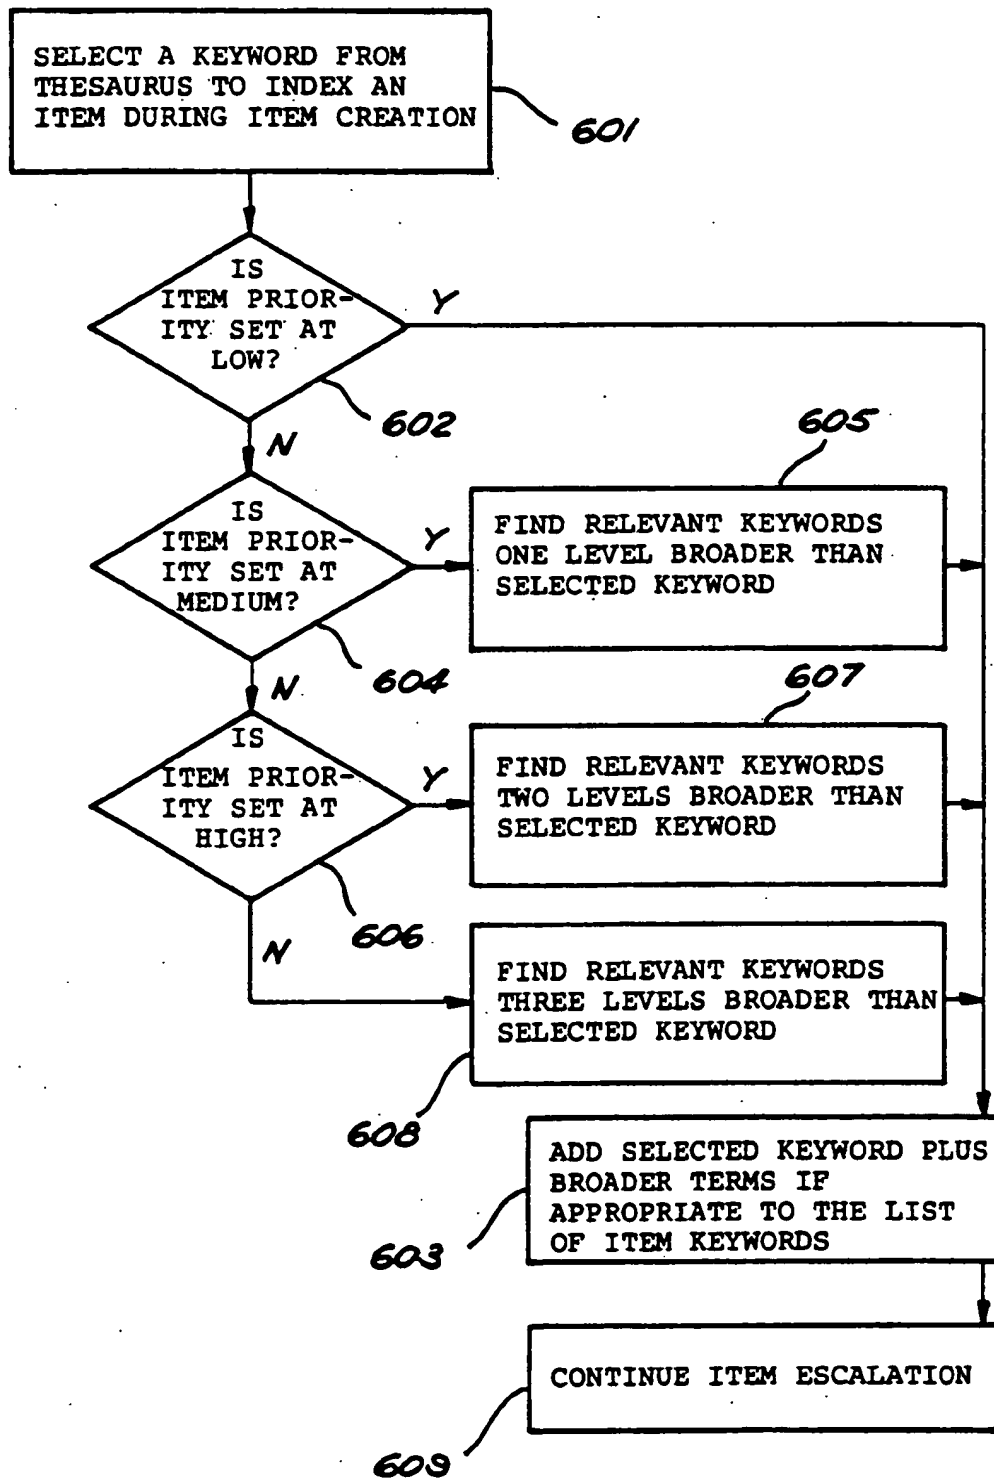 SELECT A KEYWORD FROM
THESAURUS TO INDEX AN
ITEM DURING ITEM CREATION
601
IS
ITEM PRIOR-
ITY SET AT
LOW?
Y
602
N
605
IS
ITEM PRIOR-
ITY SET AT
MEDIUM?
Y
FIND RELEVANT KEYWORDS
ONE LEVEL BROADER THAN
SELECTED KEYWORD
604
N
607
IS
ITEM PRIOR-
ITY SET AT
HIGH?
Y
FIND RELEVANT KEYWORDS
TWO LEVELS BROADER THAN
SELECTED KEYWORD
606
N
FIND RELEVANT KEYWORDS
THREE LEVELS BROADER THAN
SELECTED KEYWORD
608
ADD SELECTED KEYWORD PLUS
BROADER TERMS IF
APPROPRIATE TO THE LIST
OF ITEM KEYWORDS
603
CONTINUE ITEM ESCALATION
609